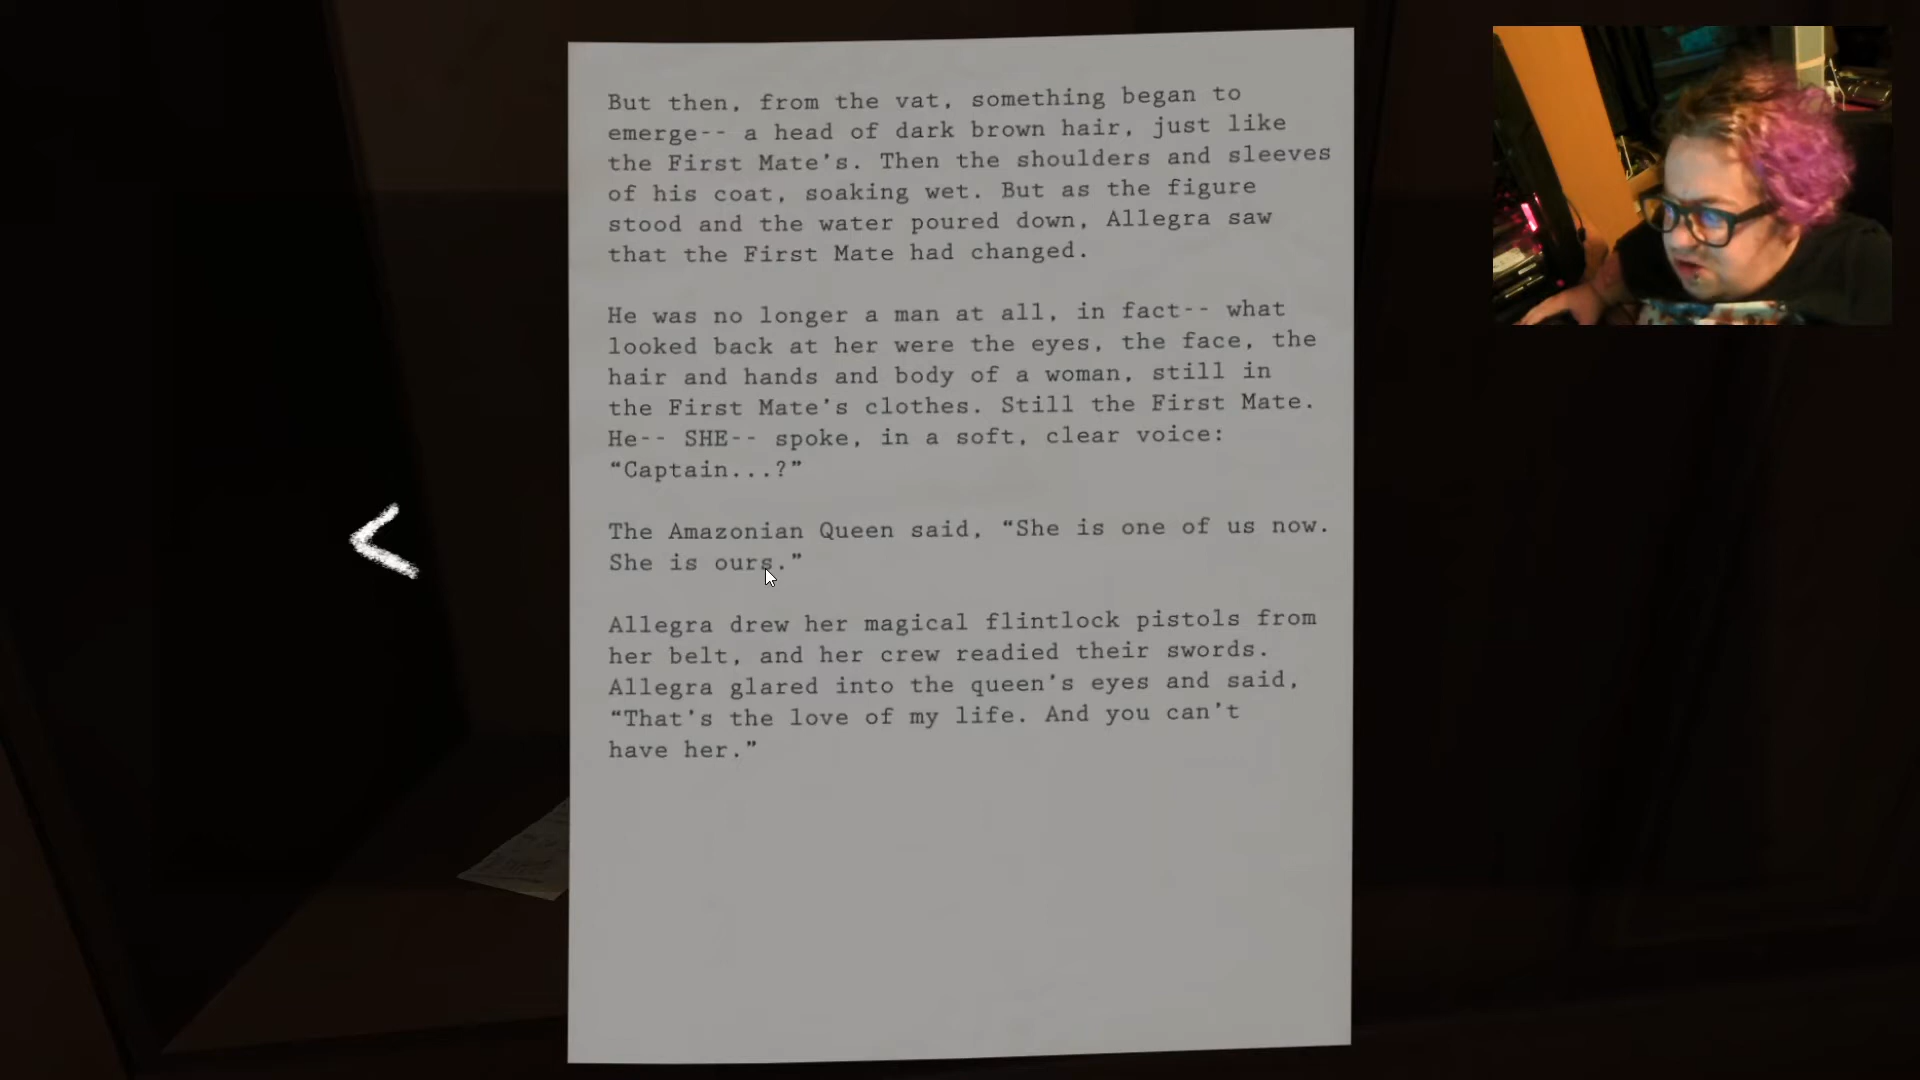 But then, from the vat, something began to
emerge-- a head of dark brown hair, just like
the First Mate's. Then the shoulders and sleeves
of his coat, soaking wet. But as the figure
stood and the water poured down, Allegra saw
that the First Mate had changed.
He was no longer a man at all, in fact-- what
looked back at her were the eyes, the face, the
hair and hands and body of a woman, still in
the First Mate's clothes. Still the First Mate.
He-- SHE-- spoke, in a soft, clear voice:
“Captain...?”
The Amazonian Queen said, “She is one of us now.
She is ours.”
Allegra drew her magical flintlock pistols from
her belt, and her crew readied their swords.
Allegra glared into the queen's eyes and said,
“That's the love of my life. And you can't
have her.”